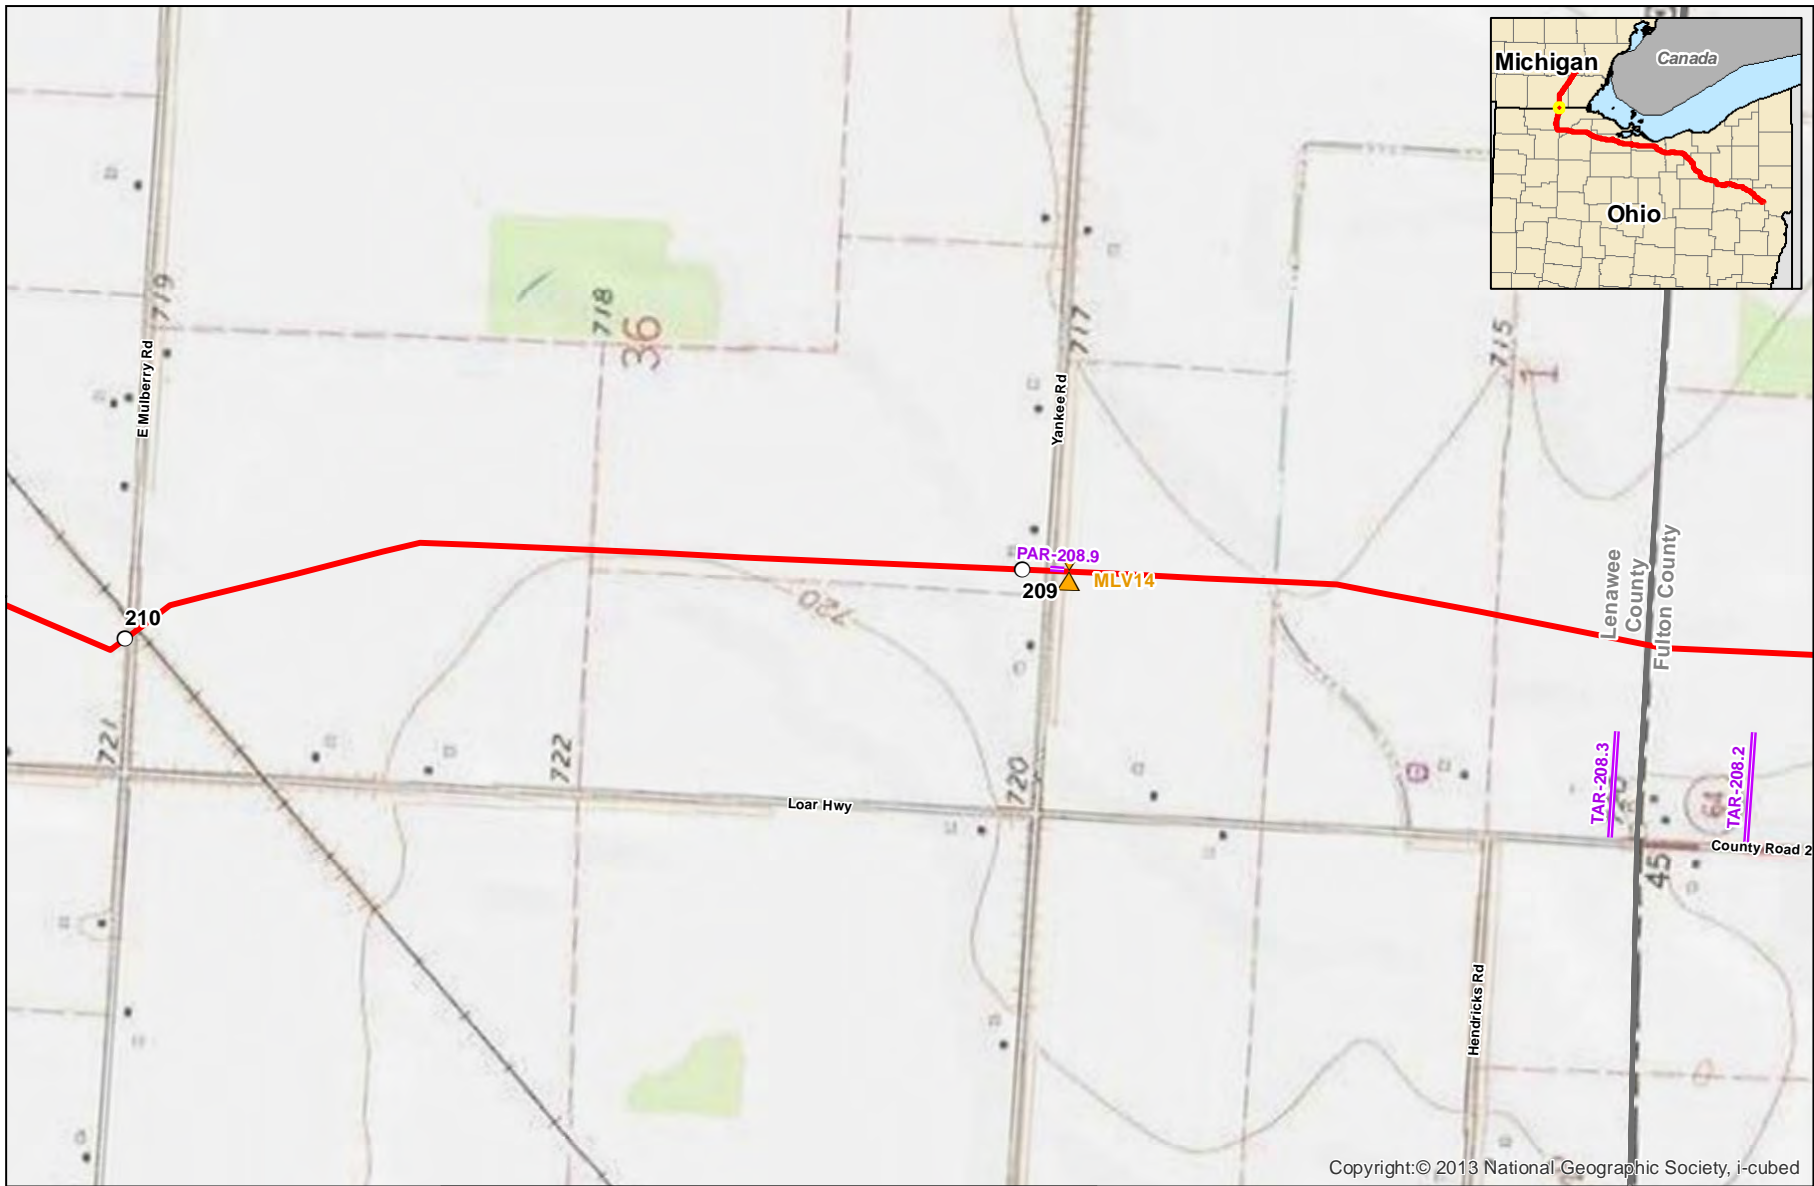 Michigan
Canada
Ohio
719
718
36
717
715
1
E Mulberry Rd
Yankee Rd
PAR-208.9
MLV14
209
210
720
Lenawee
County
Fulton County
721
722
720
Loar Hwy
TAR-208.3
TAR-208.2
64
County Road 2
45
Hendricks Rd
Copyright:© 2013 National Geographic Society, i-cubed